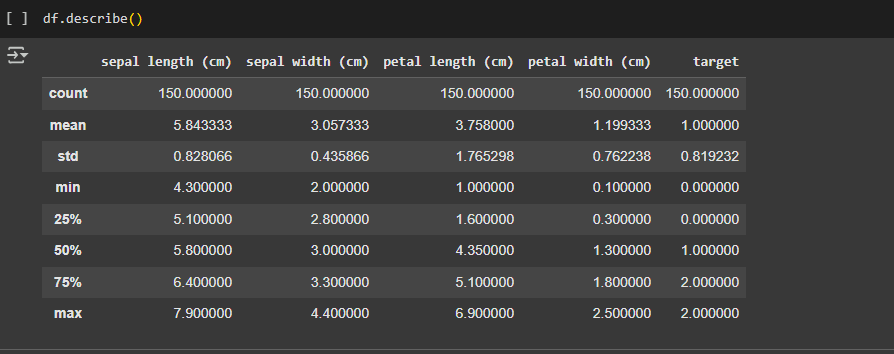 [ ] df.describe()
sepal length (cm) sepal width (cm) petal length (cm) petal width (cm) target
count 150.000000 150.000000 150.000000 150.000000 150.000000
mean 5.843333 3.057333 3.758000 1.199333 1.000000
std 0.828066 0.435866 1.765298 0.762238 0.819232
min 4.300000 2.000000 1.000000 0.100000 0.000000
25% 5.100000 2.800000 1.600000 0.300000 0.000000
50% 5.800000 3.000000 4.350000 1.300000 1.000000
75% 6.400000 3.300000 5.100000 1.800000 2.000000
max 7.900000 4.400000 6.900000 2.500000 2.000000